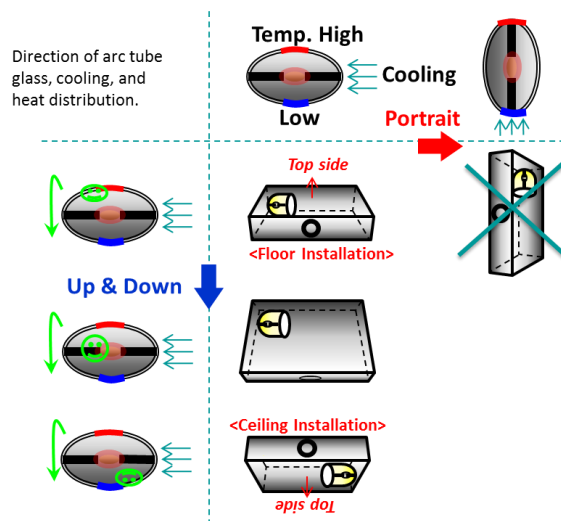 Direction of arc tube
glass, cooling, and
heat distribution.
Temp. High
Cooling
Low
Portrait
Top side
<Floor Installation>
Up & Down
<Ceiling Installation>
Top side